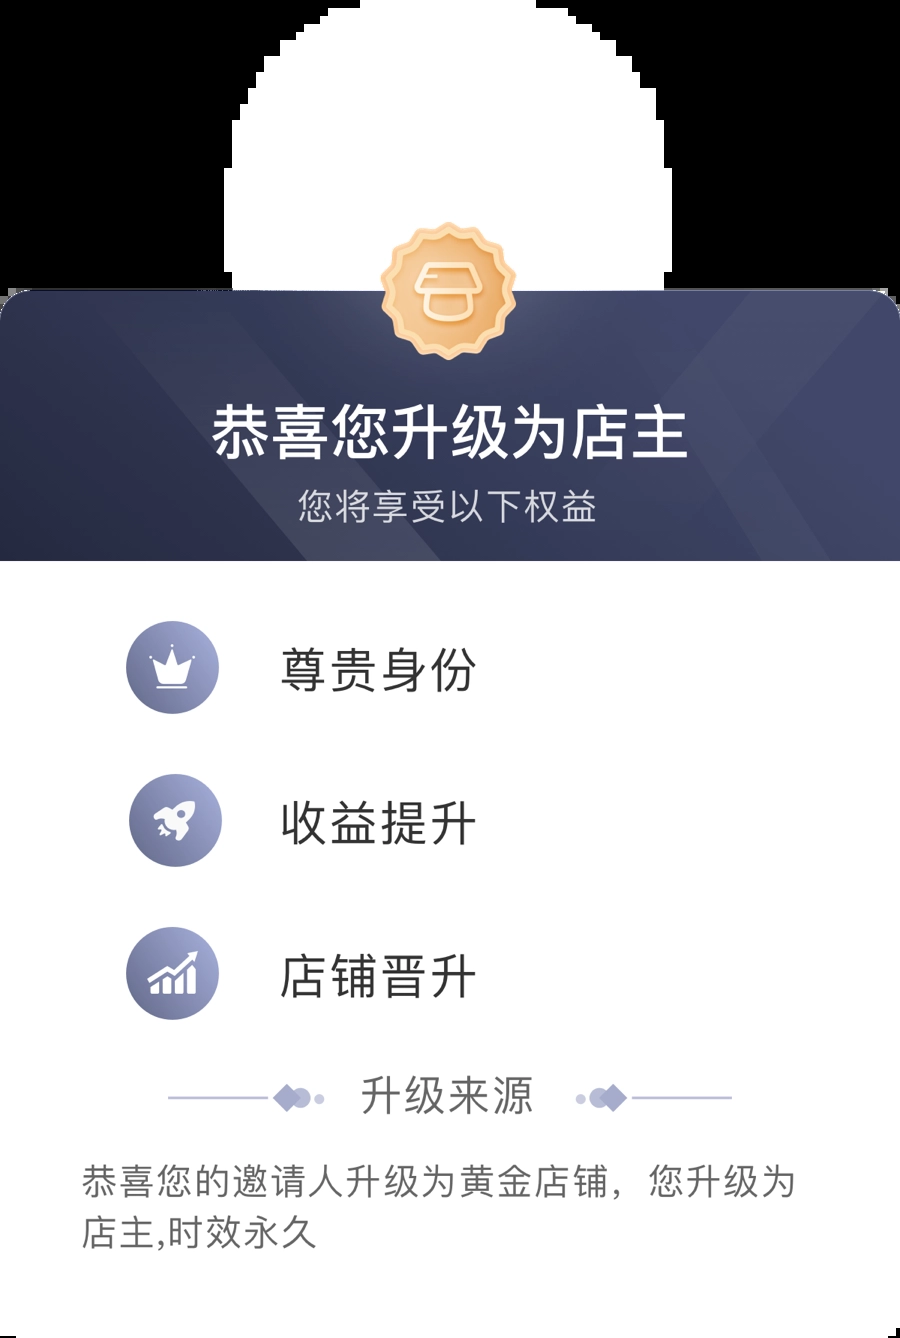 恭喜您升级为店主
您将享受以下权益
尊贵身份
收益提升
店铺晋升
升级来源
恭喜您的邀请人升级为黄金店铺，您升级为
店主,时效永久